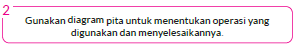 2
Gunakan diagram pita untuk menentukan operasi yang
digunakan dan menyelesaikannya.